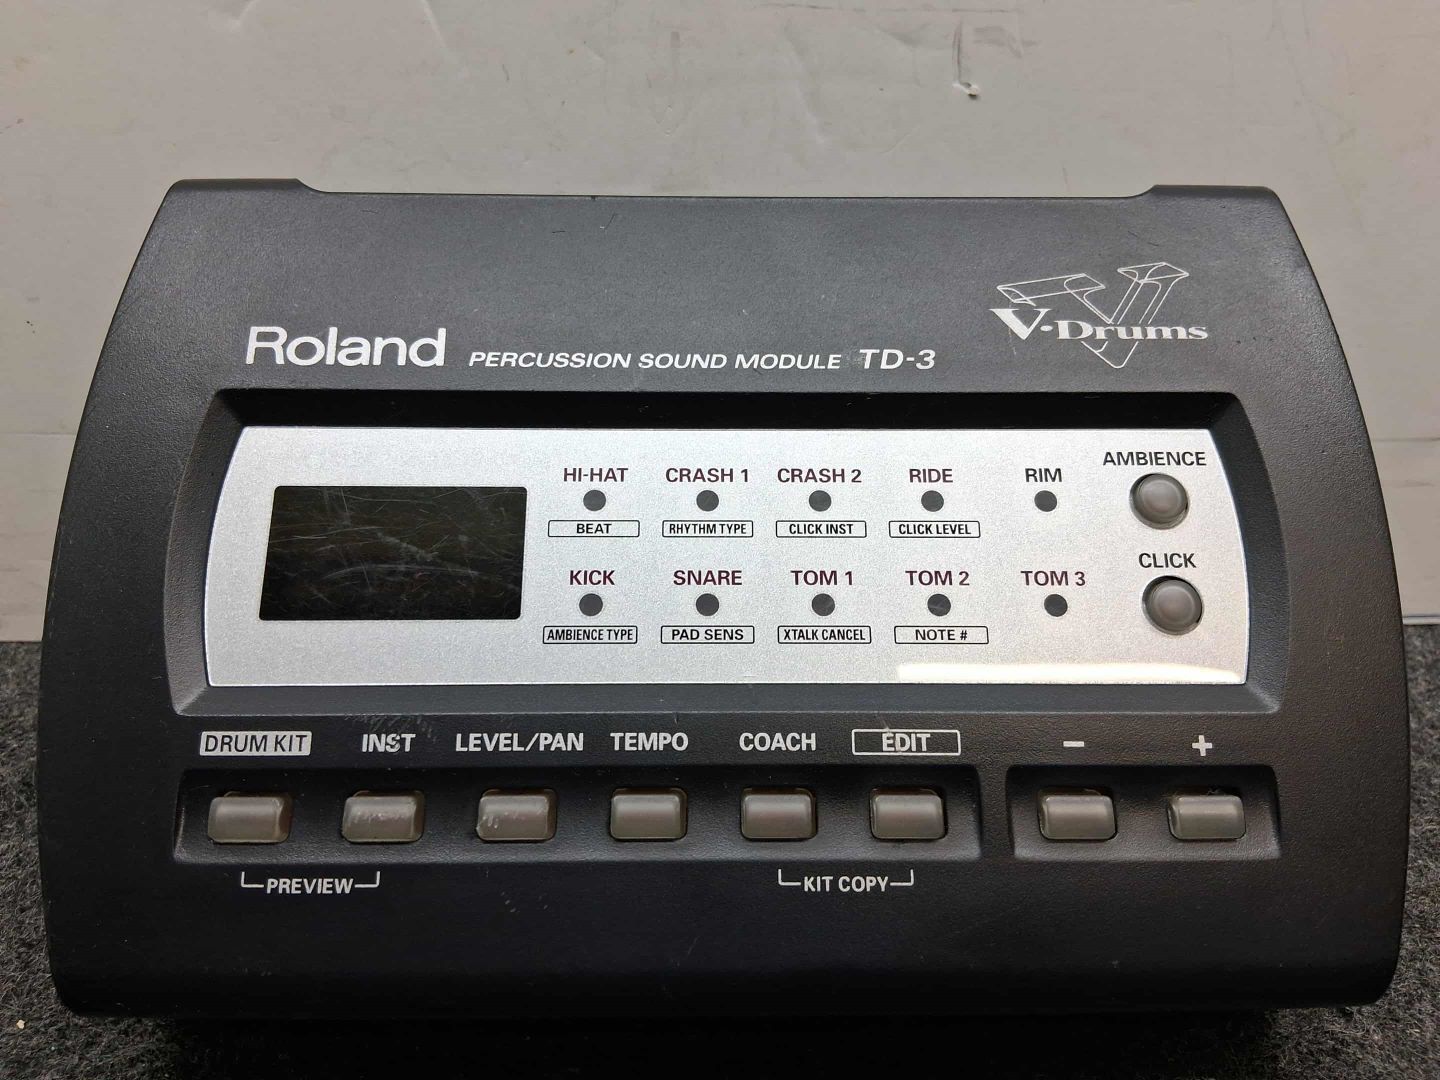 Roland PERCUSSION SOUND MODULE TD-3
V-Drums
HI-HAT CRASH 1 CRASH 2 RIDE RIM AMBIENCE
BEAT RHYTHM TYPE CLICK INST CLICK LEVEL
CLICK
KICK SNARE TOM 1 TOM 2 TOM 3
AMBIENCE TYPE PAD SENS XTALK CANCEL NOTE #
DRUM KIT INST LEVEL/PAN TEMPO COACH EDIT - +
PREVIEW KIT COPY